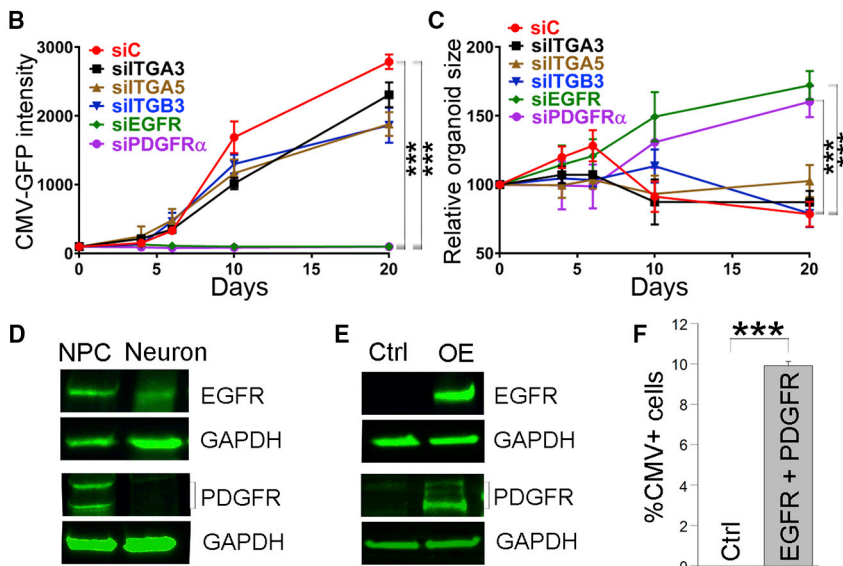 B
CMV-GFP intensity
3000
2000
1000
0
siC
siITGA3
siITGA5
siITGB3
siEGFR
siPDGFRα
***
***
0 5 10 15 20
Days
C
Relative organoid size
200
150
100
50
siC
siITGA3
siITGA5
siITGB3
siEGFR
siPDGFRα
***
***
0 5 10 15 20
Days
D
NPC Neuron
EGFR
GAPDH
PDGFR
GAPDH
E
Ctrl OE
EGFR
GAPDH
PDGFR
GAPDH
F
%CMV+ cells
12
10
8
6
4
2
0
***
Ctrl
EGFR + PDGFR